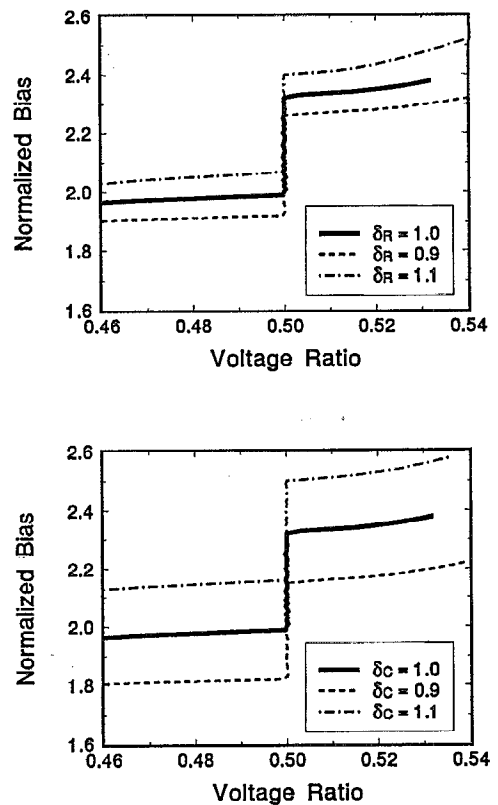 2.6
2.4
2.2
2.0
1.8
1.6
Normalized Bias
δR = 1.0
δR = 0.9
δR = 1.1
0.46 0.48 0.50 0.52 0.54
Voltage Ratio
2.6
2.4
2.2
2.0
1.8
1.6
Normalized Bias
δC = 1.0
δC = 0.9
δC = 1.1
0.46 0.48 0.50 0.52 0.54
Voltage Ratio